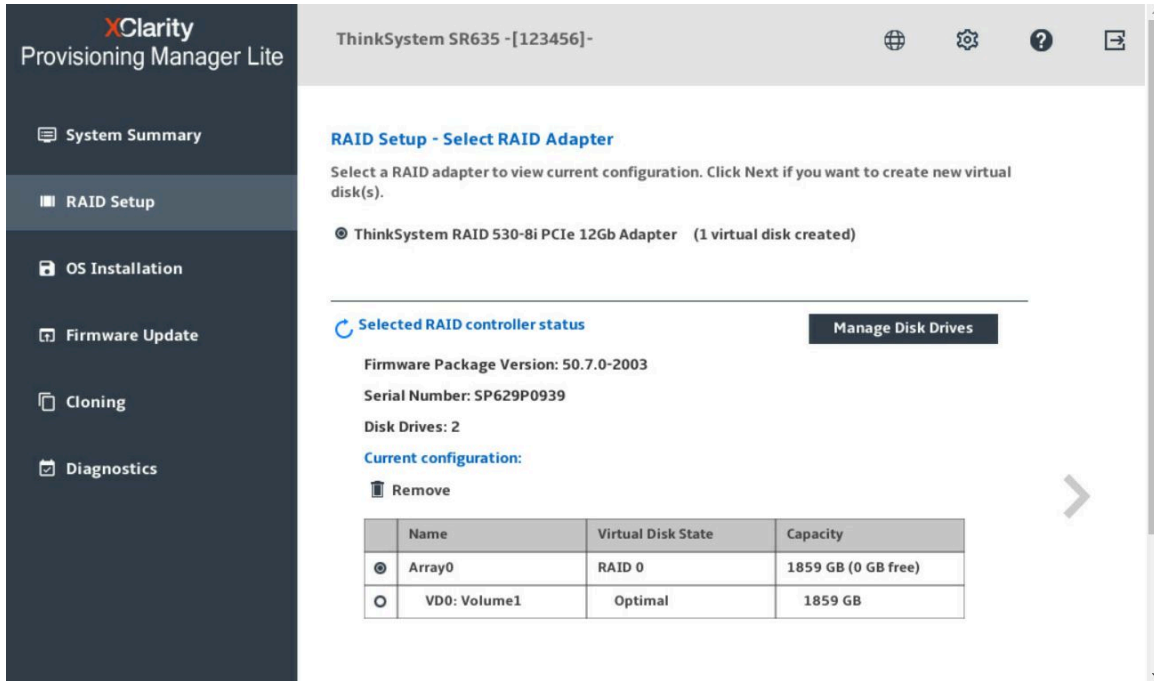 XClarity
Provisioning Manager Lite
ThinkSystem SR635 -[123456]-
System Summary
RAID Setup
OS Installation
Firmware Update
Cloning
Diagnostics
RAID Setup - Select RAID Adapter
Select a RAID adapter to view current configuration. Click Next if you want to create new virtual
disk(s).
ThinkSystem RAID 530-8i PCIe 12Gb Adapter (1 virtual disk created)
Selected RAID controller status
Manage Disk Drives
Firmware Package Version: 50.7.0-2003
Serial Number: SP629P0939
Disk Drives: 2
Current configuration:
Remove
Name Virtual Disk State Capacity
Array0 RAID 0 1859 GB (0 GB free)
VD0: Volume1 Optimal 1859 GB